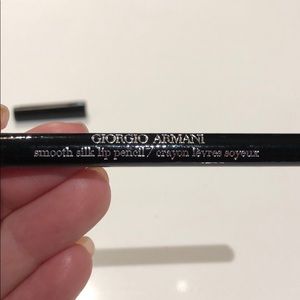 GIORGIO ARMANI
smooth silk lip pencil / crayon lèvres soyeux